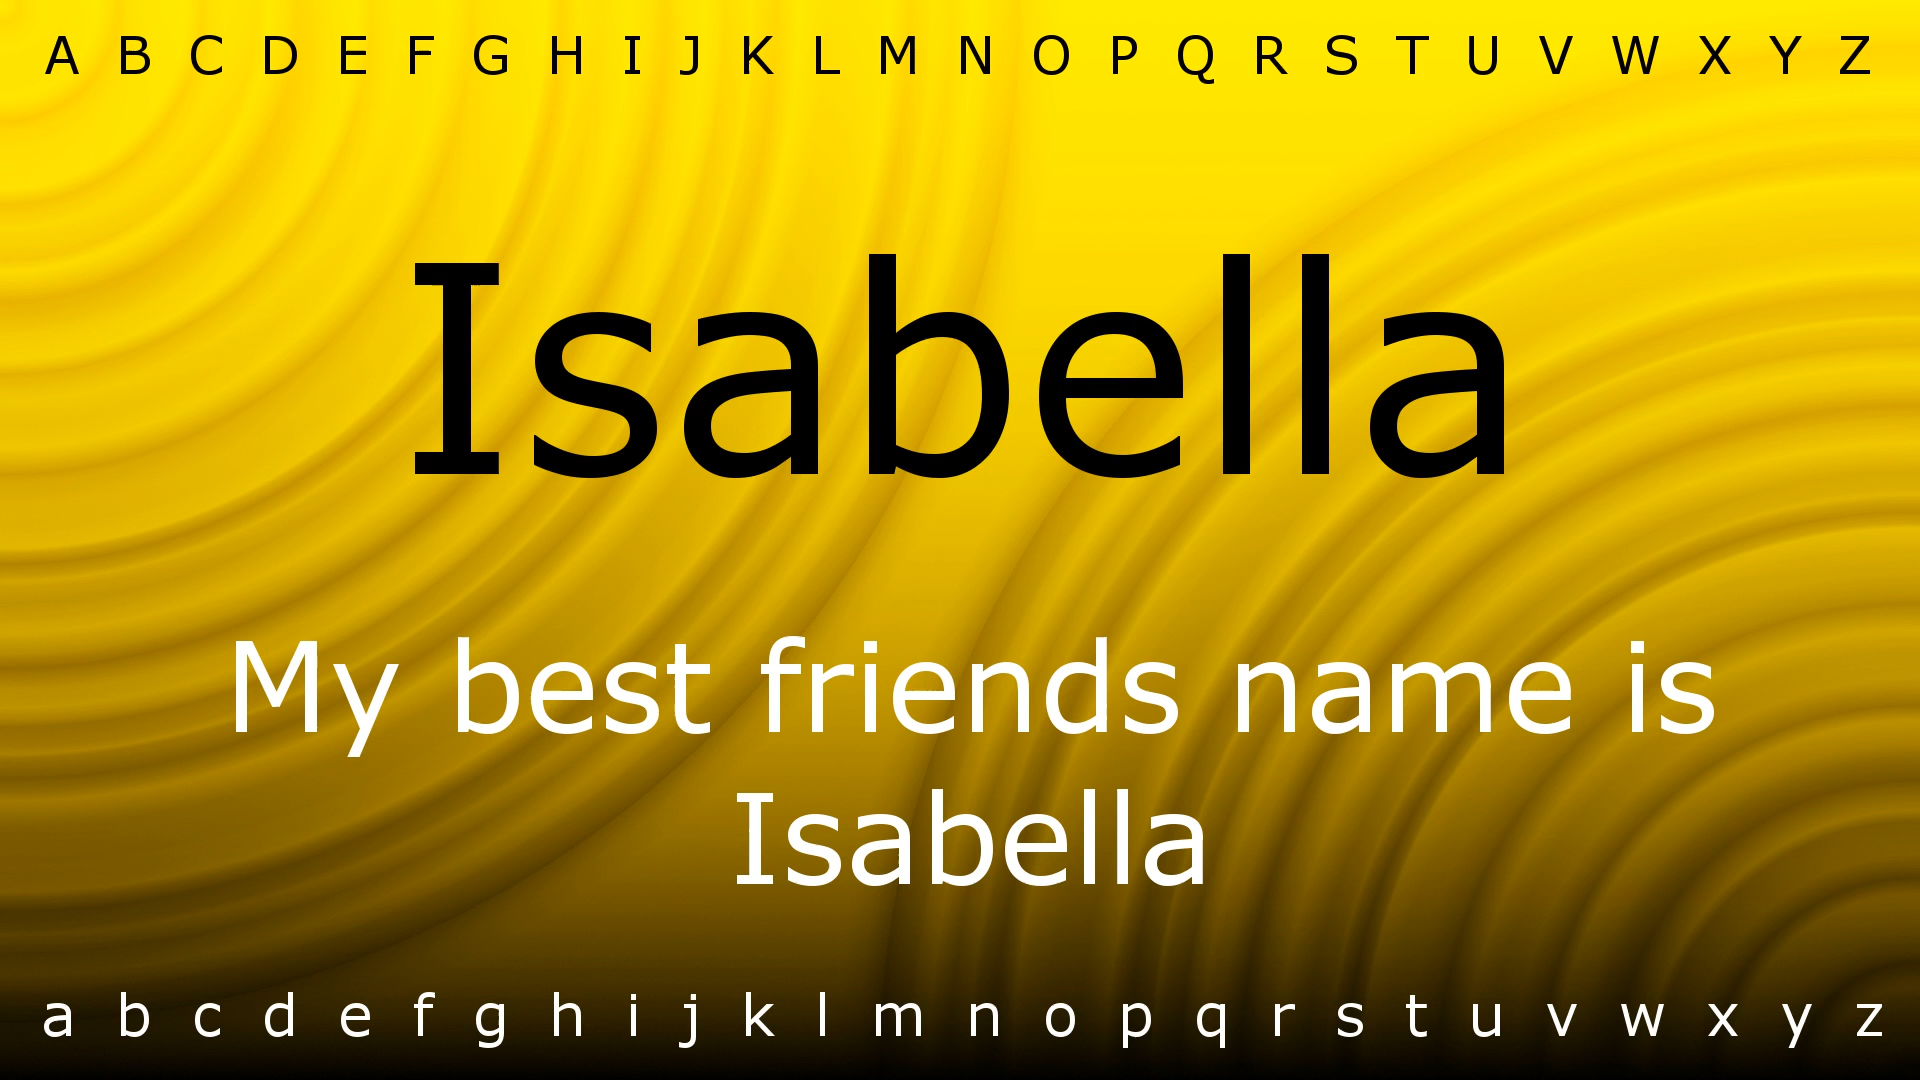 A B C D E F G H I J K L M N O P Q R S T U V W X Y Z
Isabella
My best friends name is
Isabella
a b c d e f g h i j k l m n o p q r s t u v w x y z